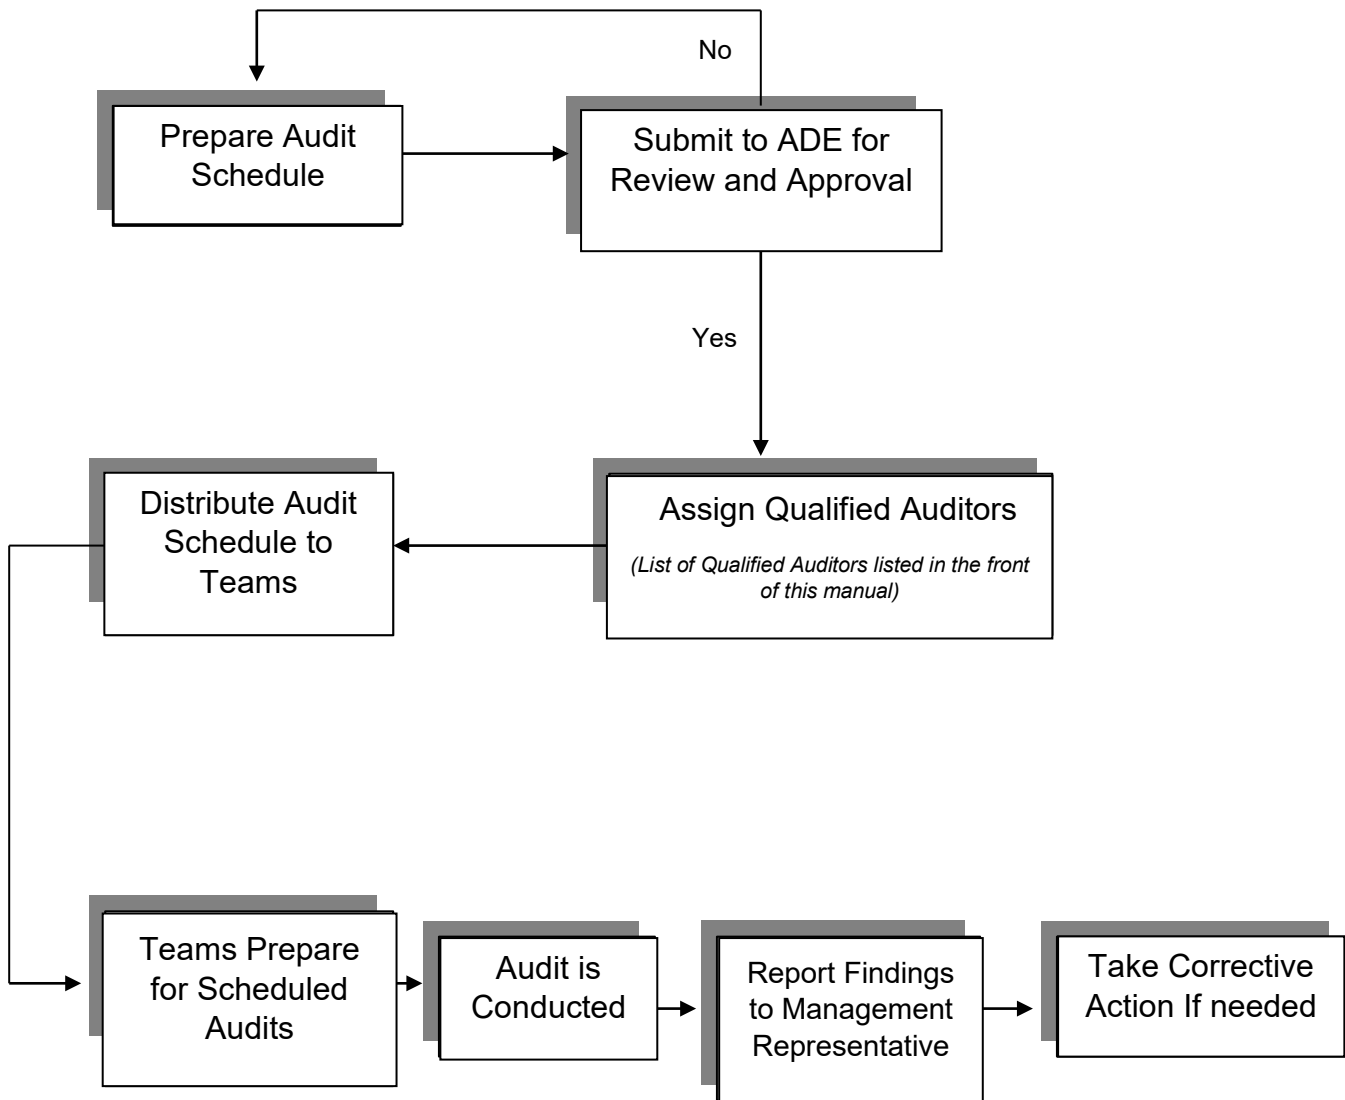 No
Prepare Audit
Schedule
Submit to ADE for
Review and Approval
Yes
Distribute Audit
Schedule to
Teams
Assign Qualified Auditors
(List of Qualified Auditors listed in the front
of this manual)
Teams Prepare
for Scheduled
Audits
Audit is
Conducted
Report Findings
to Management
Representative
Take Corrective
Action If needed